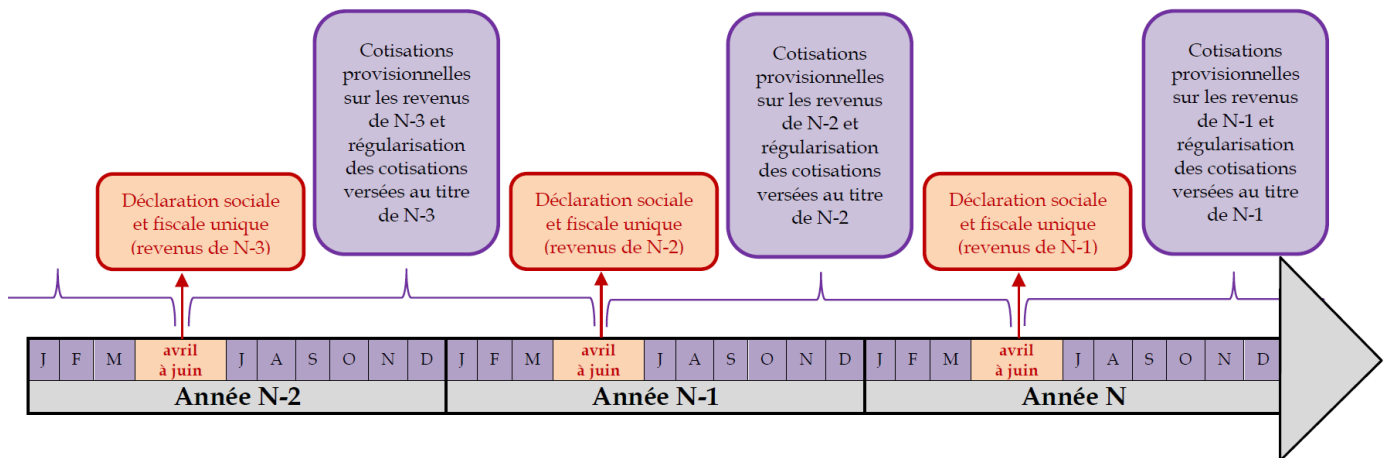 Cotisations
provisionnelles
sur les revenus
de N-3 et
régularisation
des cotisations
versées au titre
de N-3
Cotisations
provisionnelles
sur les revenus
de N-2 et
régularisation
des cotisations
versées au titre
de N-2
Cotisations
provisionnelles
sur les revenus
de N-1 et
régularisation
des cotisations
versées au titre
de N-1
Déclaration sociale
et fiscale unique
(revenus de N-3)
Déclaration sociale
et fiscale unique
(revenus de N-2)
Déclaration sociale
et fiscale unique
(revenus de N-1)
J F M avril à juin J A S O N D J F M avril à juin J A S O N D J F M avril à juin J A S O N D
Année N-2 Année N-1 Année N